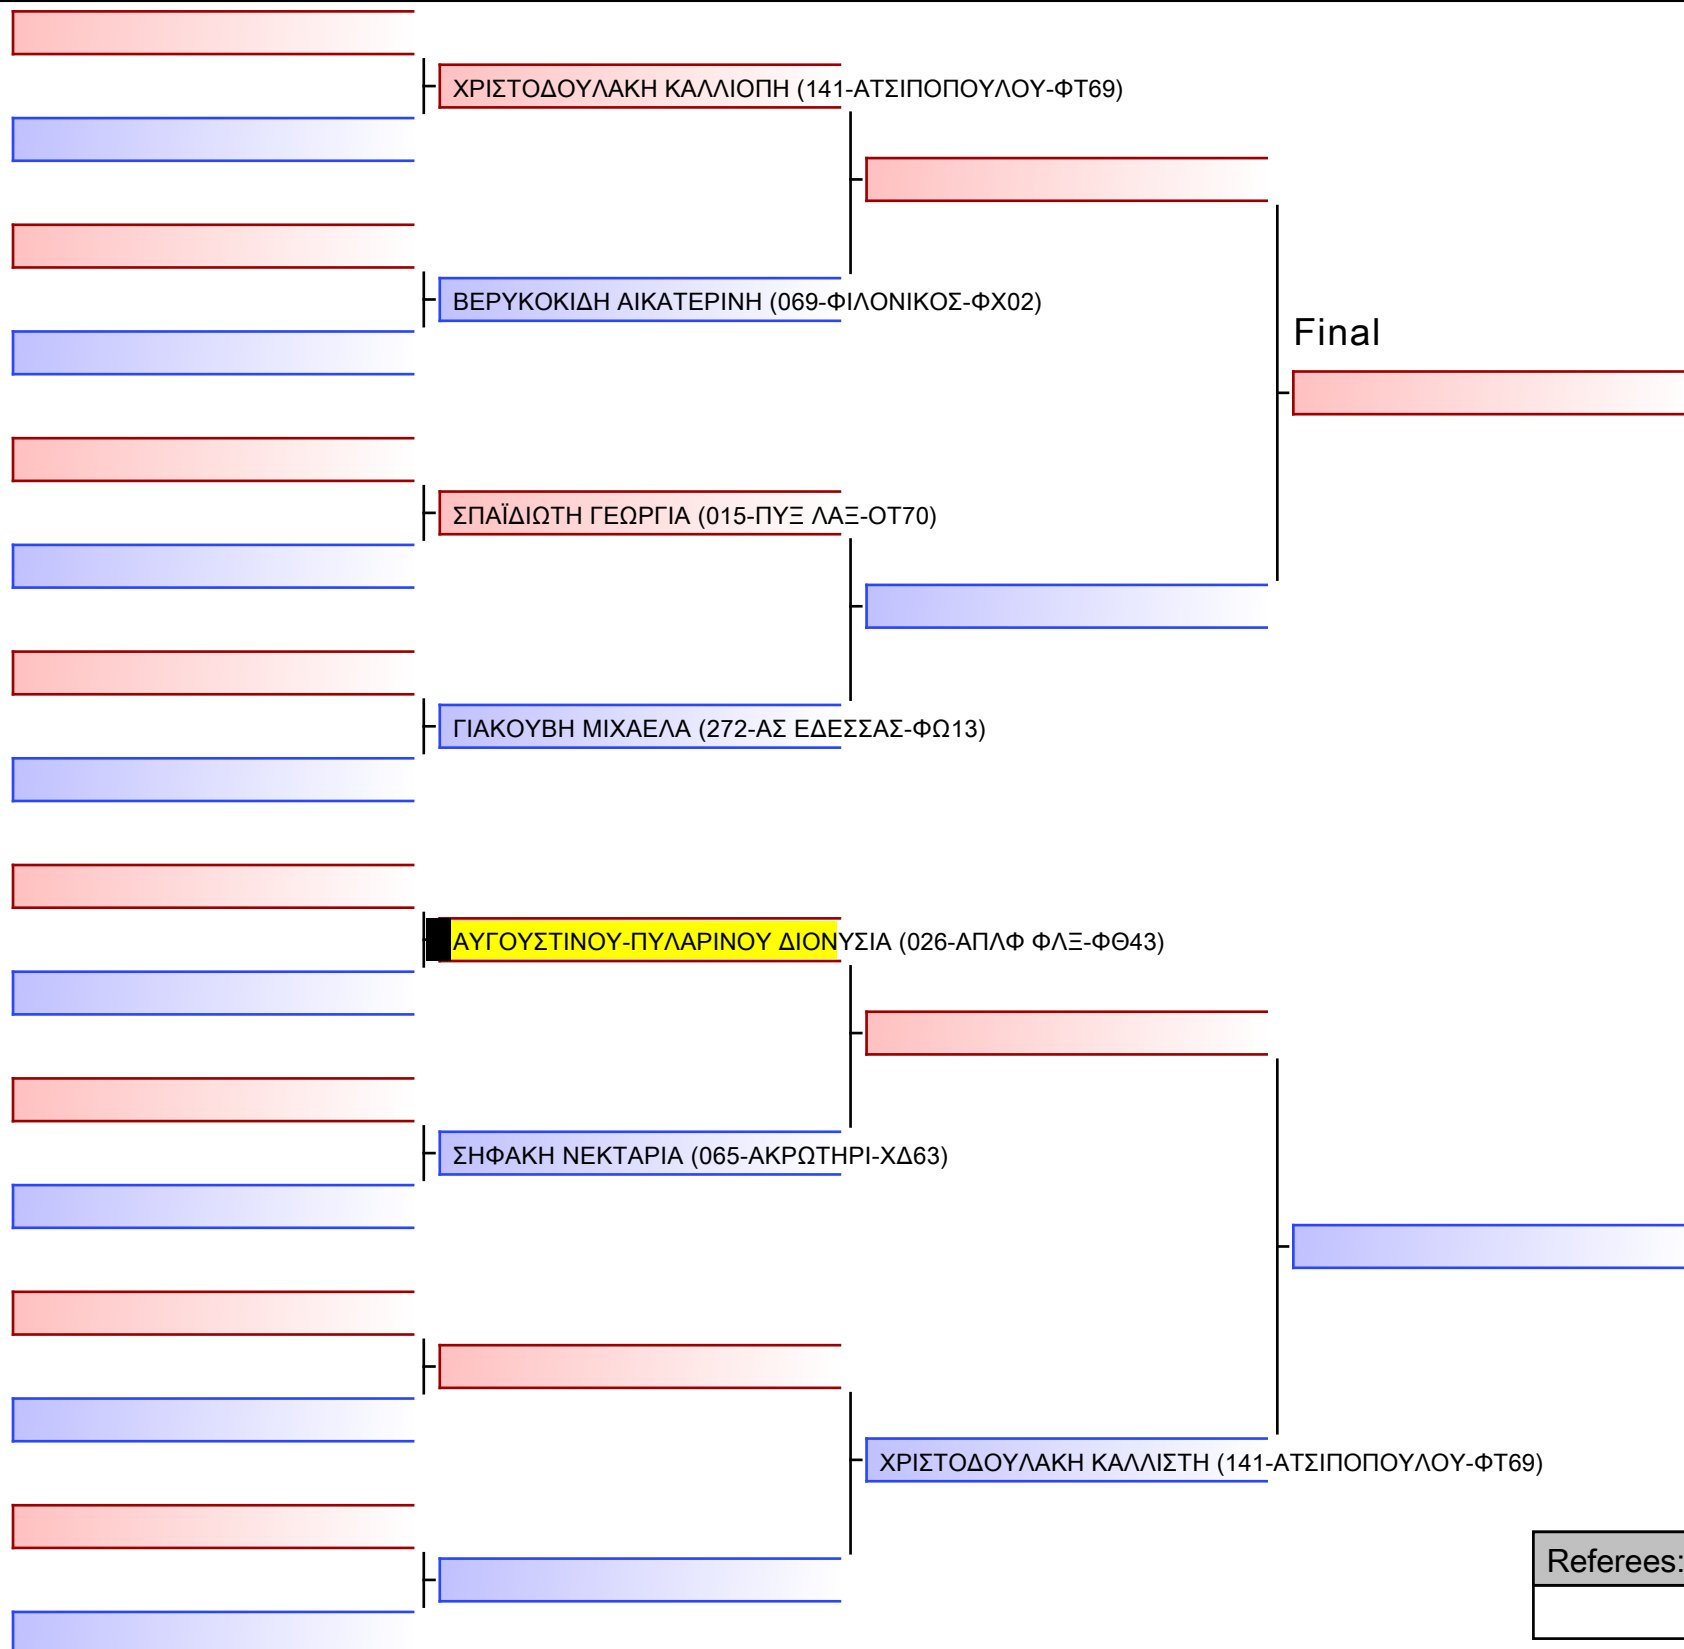 ΧΡΙΣΤΟΔΟΥΛΑΚΗ ΚΑΛΛΙΟΠΗ (141-ΑΤΣΙΠΟΠΟΥΛΟΥ-ΦΤ69)
ΒΕΡΥΚΟΚΙΔΗ ΑΙΚΑΤΕΡΙΝΗ (069-ΦΙΛΟΝΙΚΟΣ-ΦΧ02)
Final
ΣΠΑΪΔΙΩΤΗ ΓΕΩΡΓΙΑ (015-ΠΥΞ ΛΑΞ-ΟΤ70)
ΓΙΑΚΟΥΒΗ ΜΙΧΑΕΛΑ (272-ΑΣ ΕΔΕΣΣΑΣ-ΦΩ13)
ΑΥΓΟΥΣΤΙΝΟΥ-ΠΥΛΑΡΙΝΟΥ ΔΙΟΝΥΣΙΑ (026-ΑΠΛΦ ΦΛΞ-ΦΘ43)
ΣΗΦΑΚΗ ΝΕΚΤΑΡΙΑ (065-ΑΚΡΩΤΗΡΙ-ΧΔ63)
ΧΡΙΣΤΟΔΟΥΛΑΚΗ ΚΑΛΛΙΣΤΗ (141-ΑΤΣΙΠΟΠΟΥΛΟΥ-ΦΤ69)
Referees: